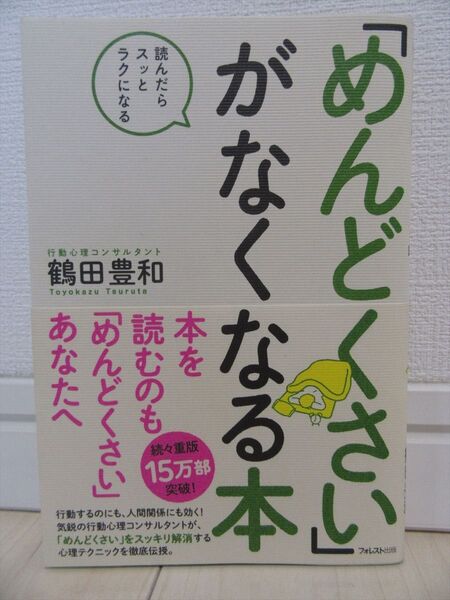 「めんどくさい」
がなくなる本
読んだら
スッと
ラクになる
行動心理コンサルタント
鶴田豊和
Toyokazu Tsuruta
本を
読むのも
「めんどくさい」
あなたへ
続々重版
15万部
突破!
行動するのにも、人間関係にも効く!
気鋭の行動心理コンサルタントが、
「めんどくさい」をスッキリ解消する
心理テクニックを徹底伝授。
フォレスト出版